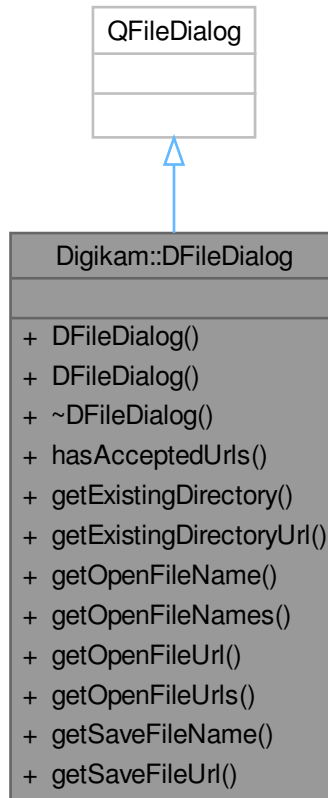 QFileDialog
Digikam::DFileDialog
+ DFileDialog()
+ DFileDialog()
+ ~DFileDialog()
+ hasAcceptedUrls()
+ getExistingDirectory()
+ getExistingDirectoryUrl()
+ getOpenFileName()
+ getOpenFileNames()
+ getOpenFileUrl()
+ getOpenFileUrls()
+ getSaveFileName()
+ getSaveFileUrl()